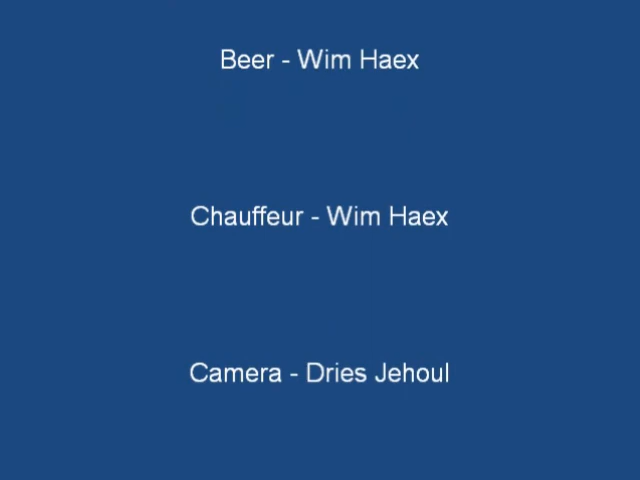 Beer - Wim Haex
Chauffeur - Wim Haex
Camera - Dries Jehoul